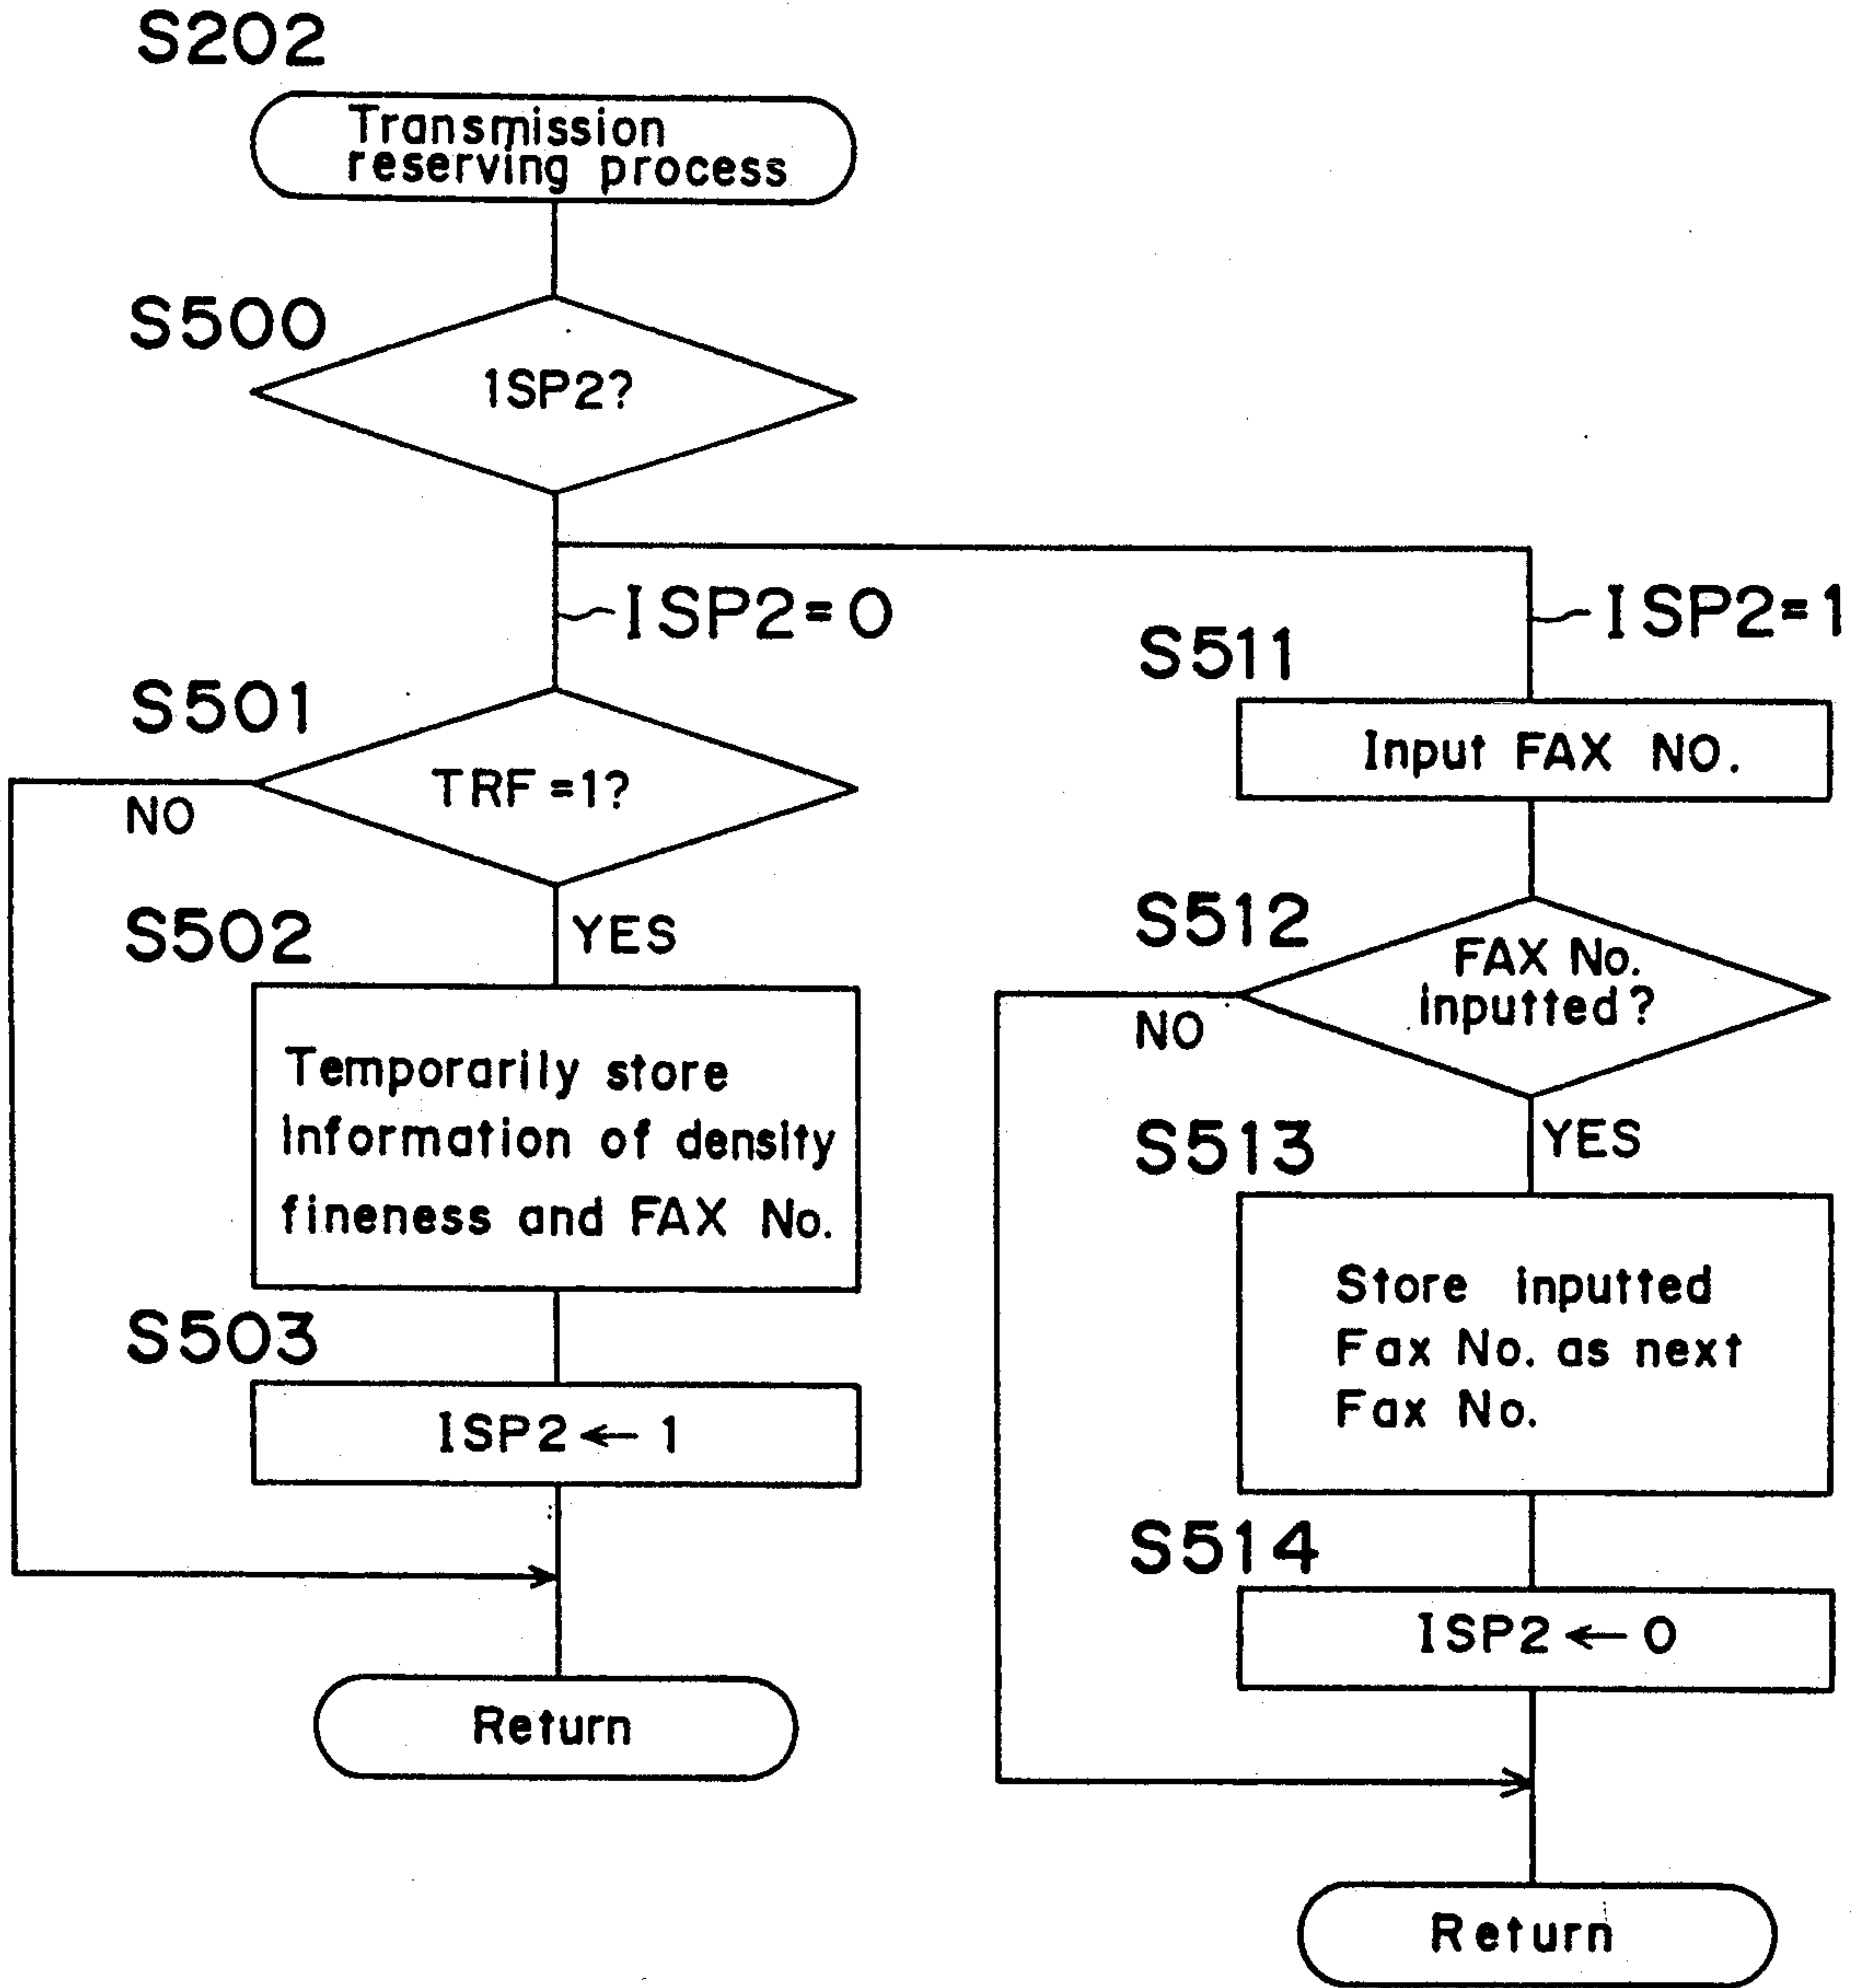 S202
Transmission
reserving process
S500
1SP2?
ISP2=0
ISP2=1
S501
TRF=1?
NO
YES
S502
Temporarily store
information of density
fineness and FAX No.
S503
ISP2 ← 1
Return
S511
Input FAX NO.
S512
FAX No.
inputted?
NO
YES
S513
Store inputted
Fax No. as next
Fax No.
S514
ISP2 ← 0
Return